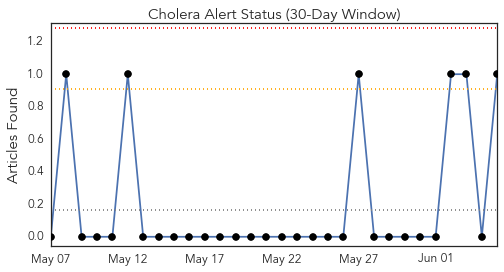 Cholera Alert Status (30-Day Window)
Articles Found
1.2
1.0
0.8
0.6
0.4
0.2
0.0
May 07 May 12 May 17 May 22 May 27 Jun 01